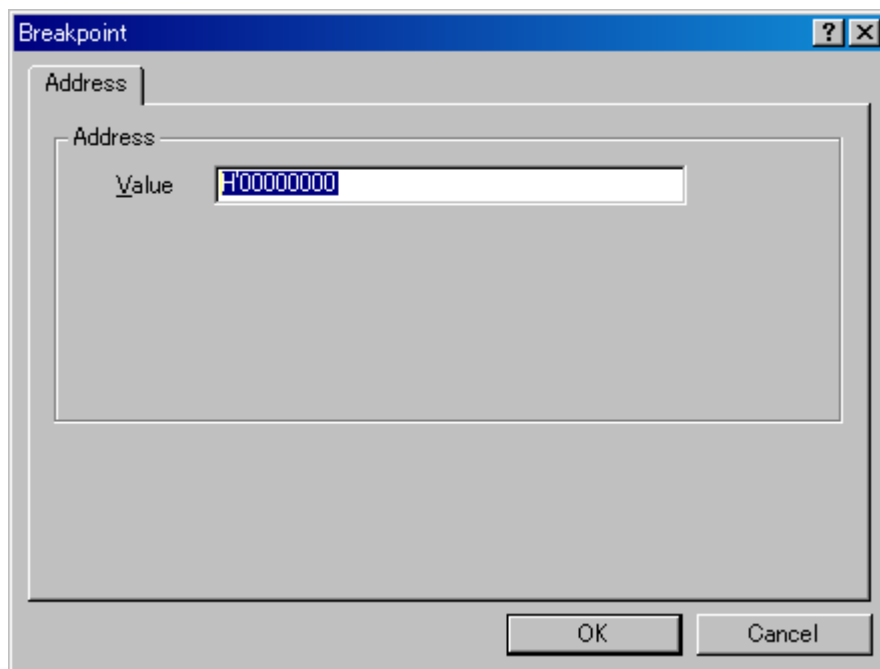 Breakpoint
Address
Address
Value H'00000000
OK Cancel